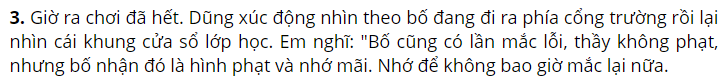 3. Giờ ra chơi đã hết. Dũng xúc động nhìn theo bố đang đi ra phía cổng trường rồi lại
nhìn cái khung cửa sổ lớp học. Em nghĩ: "Bố cũng có lần mắc lỗi, thầy không phạt,
nhưng bố nhận đó là hình phạt và nhớ mãi. Nhớ để không bao giờ mắc lại nữa.